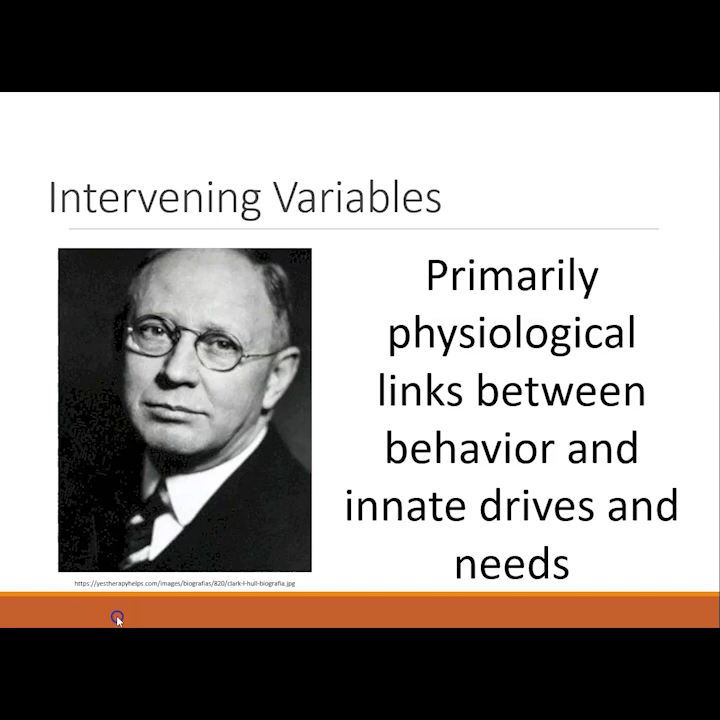 Intervening Variables
Primarily
physiological
links between
behavior and
innate drives and
needs
https://yestherapyhelps.com/images/biografias/820/clark-l-hull-biografia.jpg